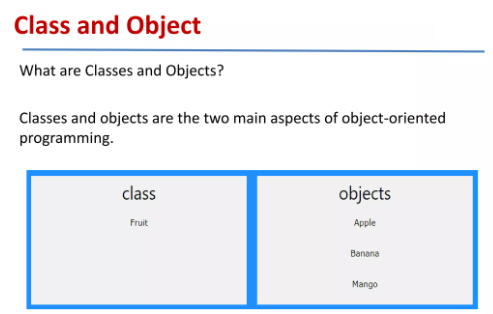 Class and Object
What are Classes and Objects?
Classes and objects are the two main aspects of object-oriented
programming.
class
Fruit
objects
Apple
Banana
Mango